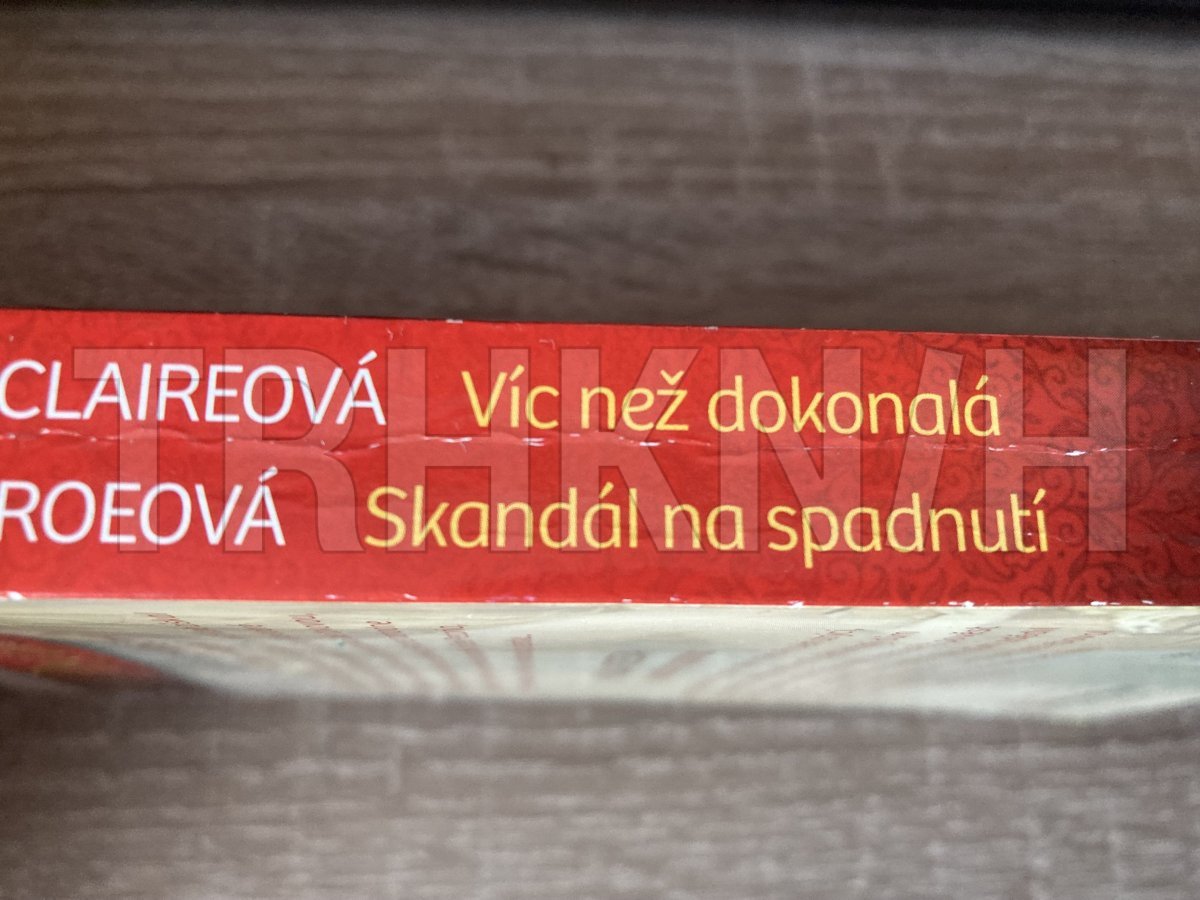 CLAIREOVÁ Víc než dokonalá
ROEOVÁ Skandál na spadnutí
TRHKNIH